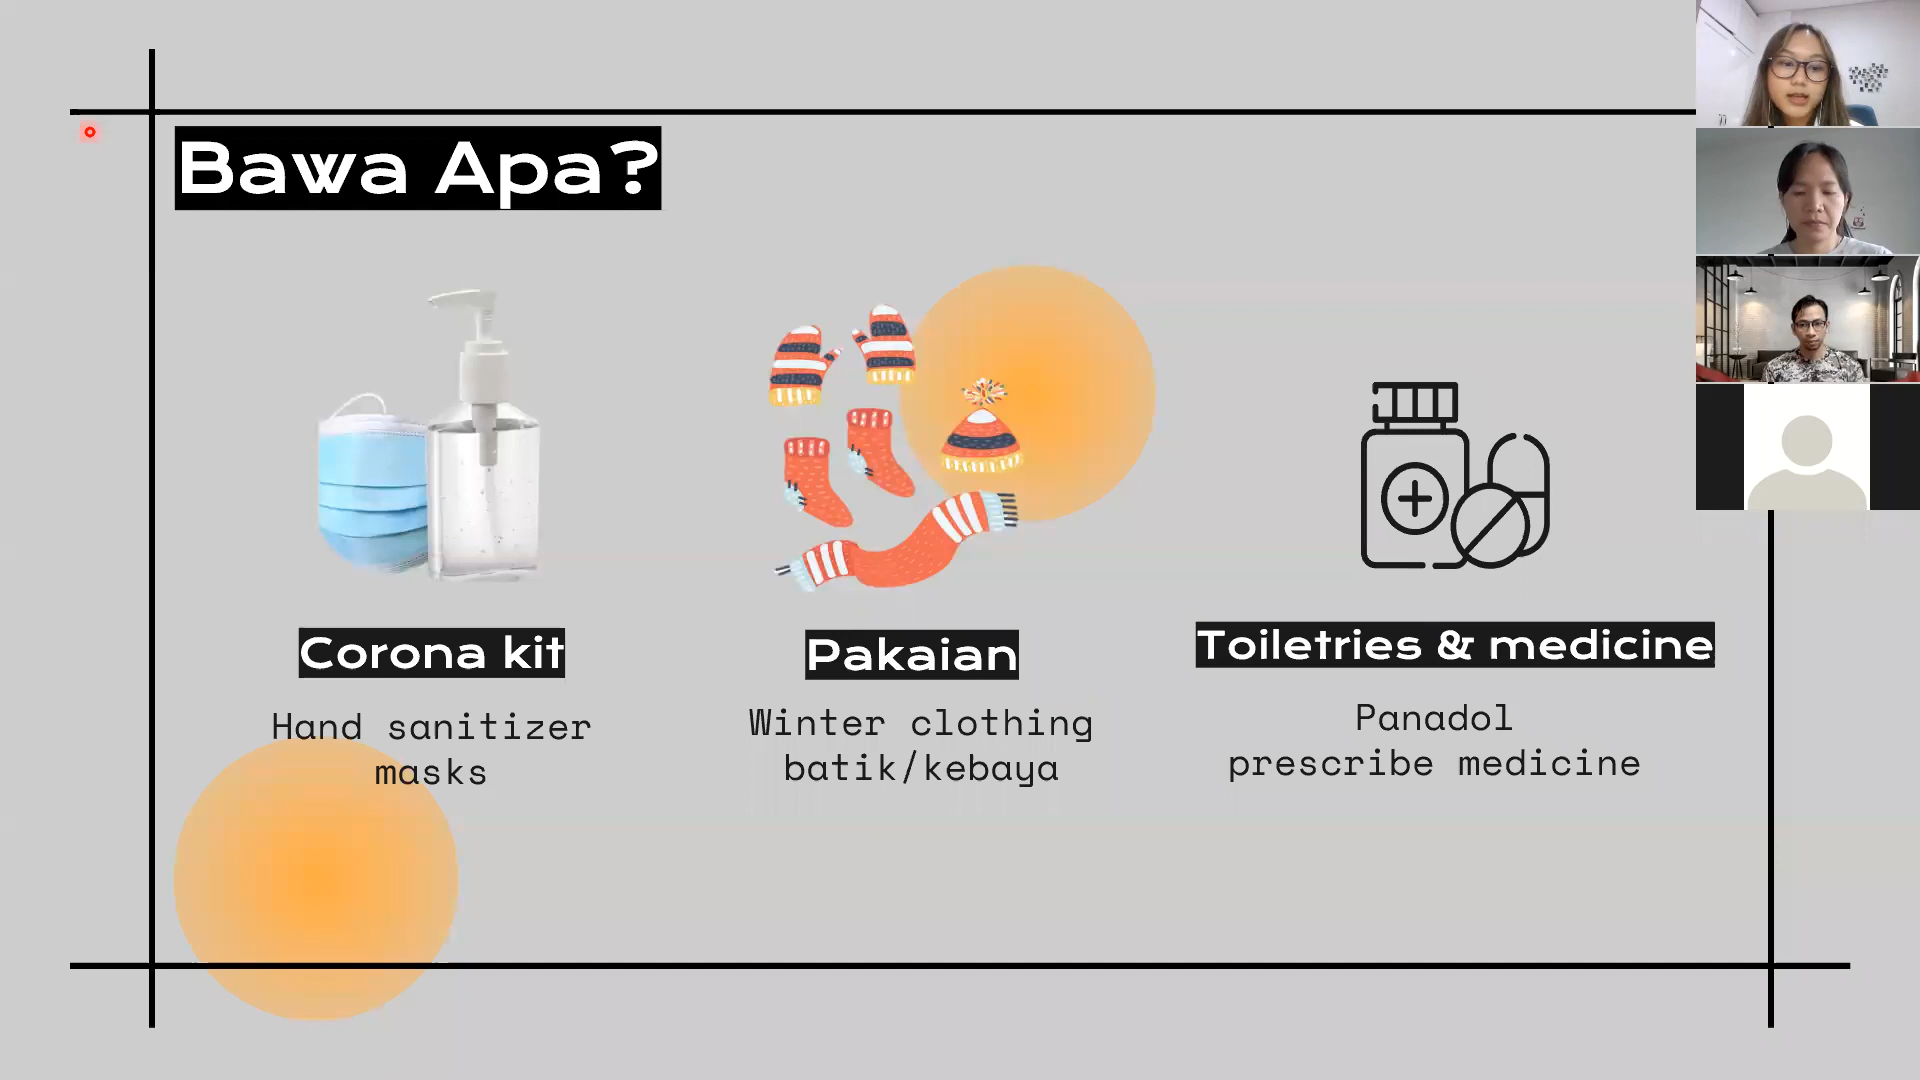 Bawa Apa?
Corona kit
Hand sanitizer
masks
Pakaian
Winter clothing
batik/kebaya
Toiletries & medicine
Panadol
prescribe medicine